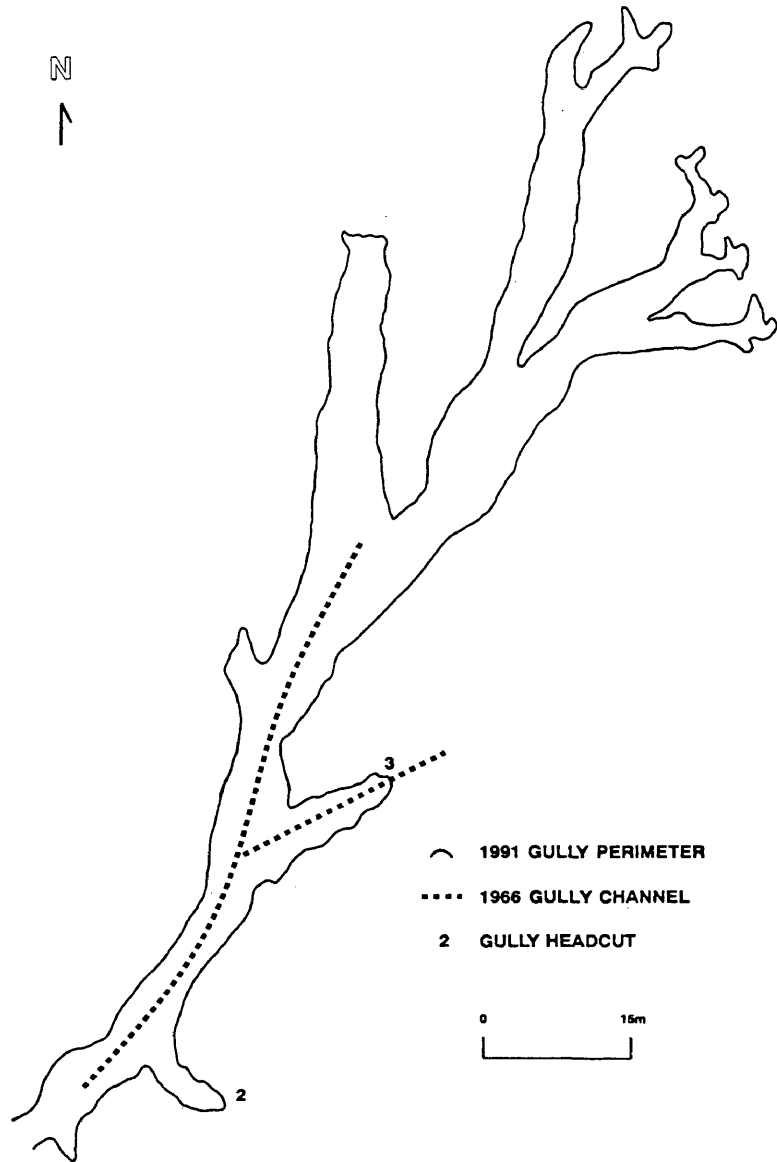 N
3
1991 GULLY PERIMETER
1966 GULLY CHANNEL
2 GULLY HEADCUT
0 15m
2